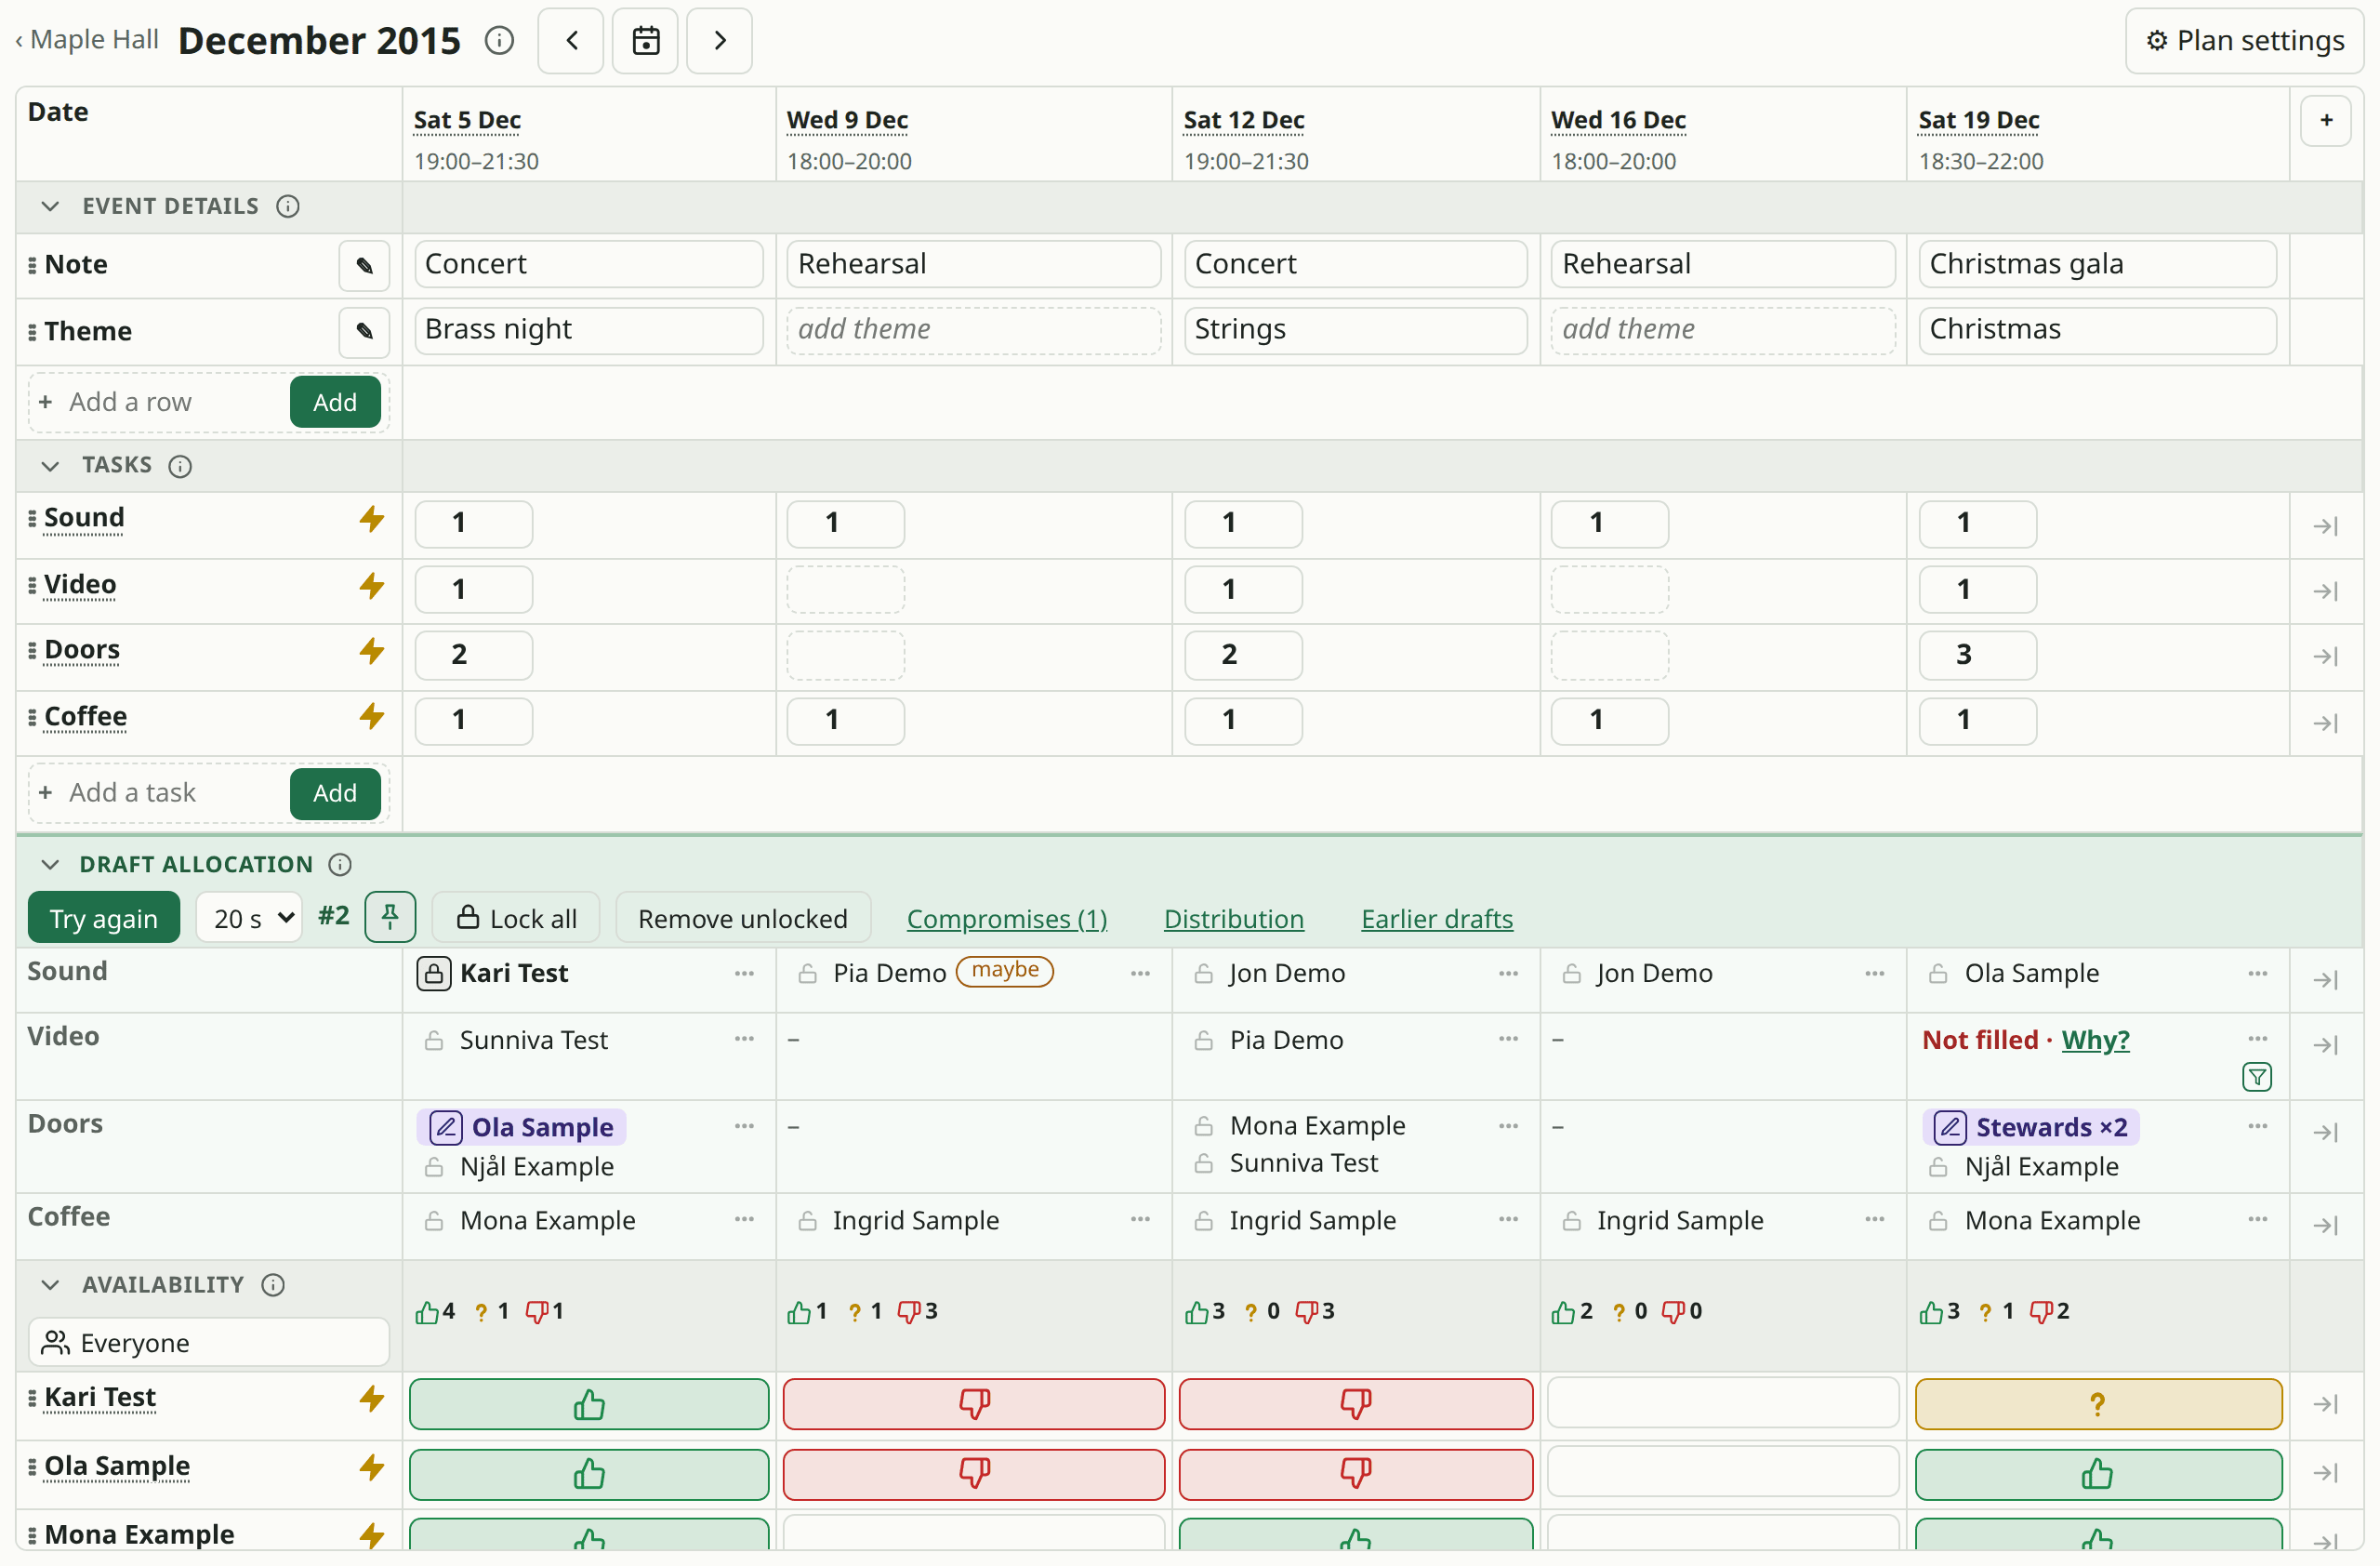 ‹ Maple Hall December 2015 Plan settings
Date Sat 5 Dec Wed 9 Dec Sat 12 Dec Wed 16 Dec Sat 19 Dec +
19:00–21:30 18:00–20:00 19:00–21:30 18:00–20:00 18:30–22:00
EVENT DETAILS
Note Concert Rehearsal Concert Rehearsal Christmas gala
Theme Brass night add theme Strings add theme Christmas
+ Add a row Add
TASKS
Sound 1 1 1 1 1
Video 1 1 1
Doors 2 2 3
Coffee 1 1 1 1 1
+ Add a task Add
DRAFT ALLOCATION
Try again 20 s #2 Lock all Remove unlocked Compromises (1) Distribution Earlier drafts
Sound Kari Test Pia Demo maybe Jon Demo Jon Demo Ola Sample
Video Sunniva Test – Pia Demo – Not filled · Why?
Doors Ola Sample – Mona Example – Stewards ×2
Njål Example Sunniva Test Njål Example
Coffee Mona Example Ingrid Sample Ingrid Sample Ingrid Sample Mona Example
AVAILABILITY
4 ? 1 1 1 ? 1 3 3 ? 0 3 2 ? 0 0 3 ? 1 2
Everyone
Kari Test ?
Ola Sample
Mona Example